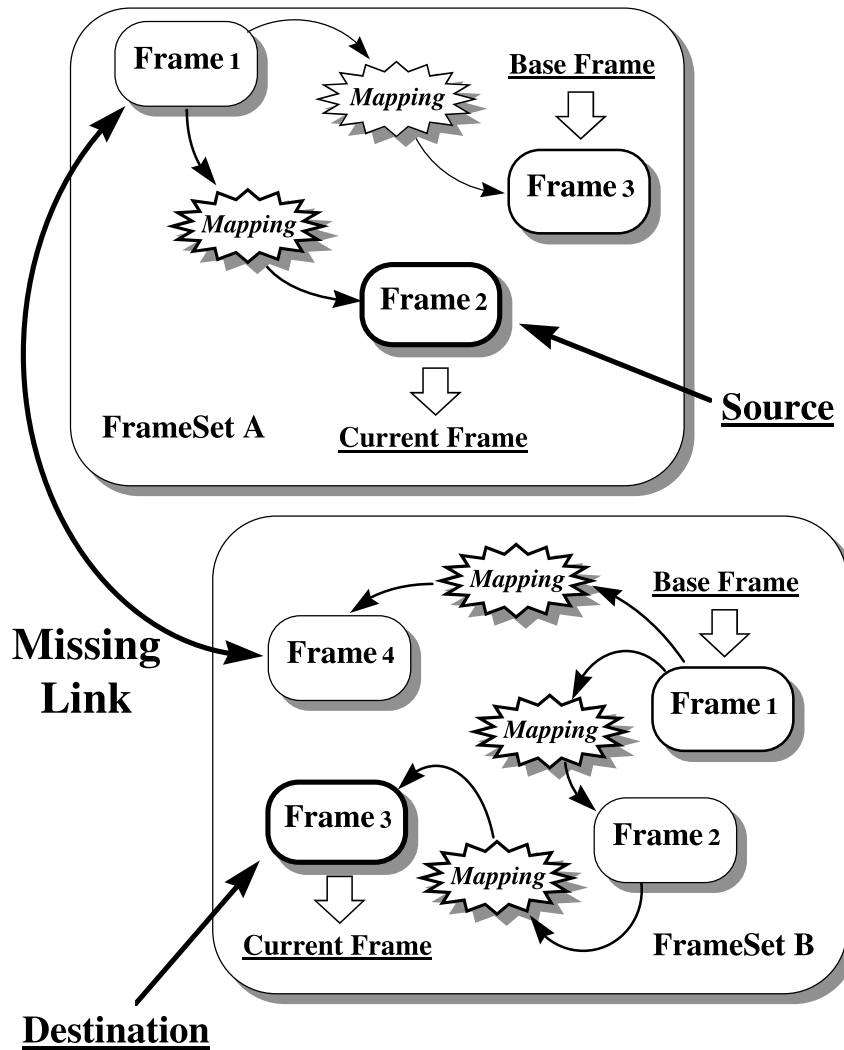 Frame 1
Mapping
Base Frame
Frame 3
Mapping
Frame 2
Source
FrameSet A
Current Frame
Mapping
Base Frame
Missing
Link
Frame 4
Frame 1
Mapping
Frame 3
Frame 2
Mapping
Current Frame
FrameSet B
Destination